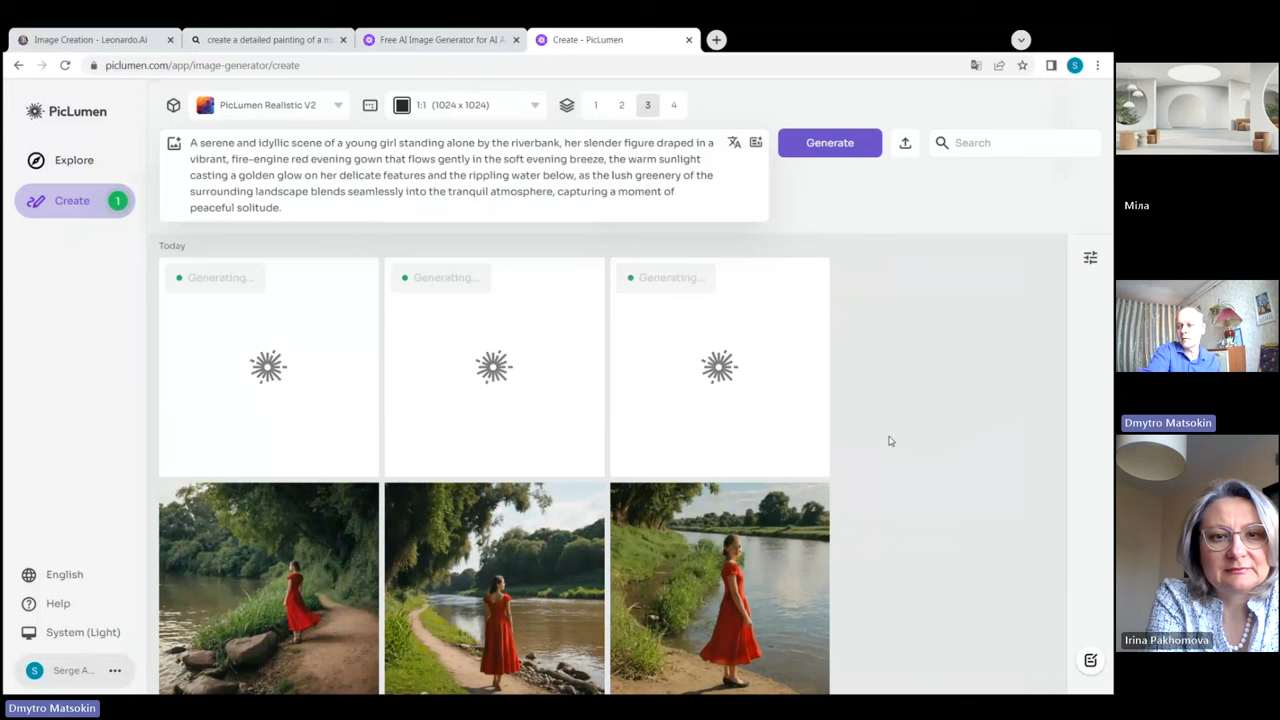 Image Creation - Leonardo.Ai
create a detailed painting of a m
Free AI Image Generator for AI A
Create - PicLumen
piclumen.com/app/image-generator/create
S
PicLumen
PicLumen Realistic V2
1:1 (1024 x 1024)
1 2 3 4
A serene and idyllic scene of a young girl standing alone by the riverbank, her slender figure draped in a
vibrant, fire-engine red evening gown that flows gently in the soft evening breeze, the warm sunlight
casting a golden glow on her delicate features and the rippling water below, as the lush greenery of the
surrounding landscape blends seamlessly into the tranquil atmosphere, capturing a moment of
peaceful solitude.
Generate
Search
Explore
Create 1
Today
Generating...
Generating...
Generating...
English
Help
System (Light)
S Serge A...
Dmytro Matsokin
Міла
Dmytro Matsokin
Irina Pakhomova